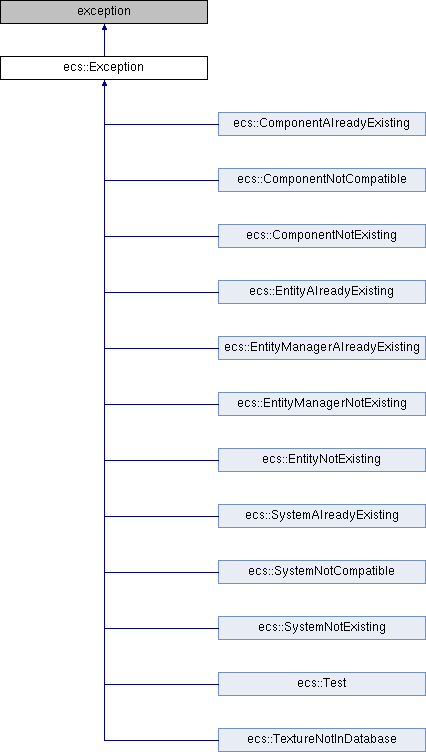 exception
ecs::Exception
ecs::ComponentAlreadyExisting
ecs::ComponentNotCompatible
ecs::ComponentNotExisting
ecs::EntityAlreadyExisting
ecs::EntityManagerAlreadyExisting
ecs::EntityManagerNotExisting
ecs::EntityNotExisting
ecs::SystemAlreadyExisting
ecs::SystemNotCompatible
ecs::SystemNotExisting
ecs::Test
ecs::TextureNotInDatabase